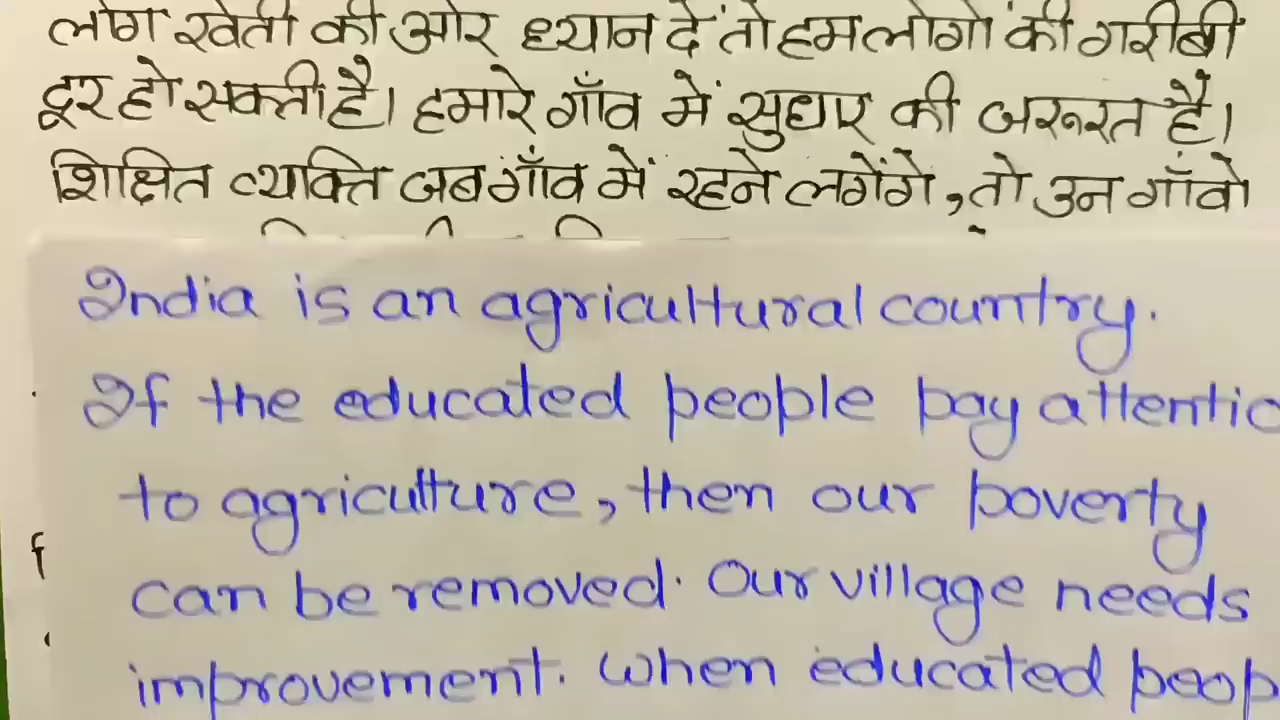 लोग खेती की ओर ध्यान दें तो हम लोगों की गरीबी
दूर हो सकती है। हमारे गाँव में सुधार की जरूरत है।
शिक्षित व्यक्ति जब गाँव में रहने लगेंगे, तो उन गाँवो
India is an agricultural country.
If the educated people pay attentio
to agriculture, then our poverty
can be removed. Our village needs
improvement. When educated peop